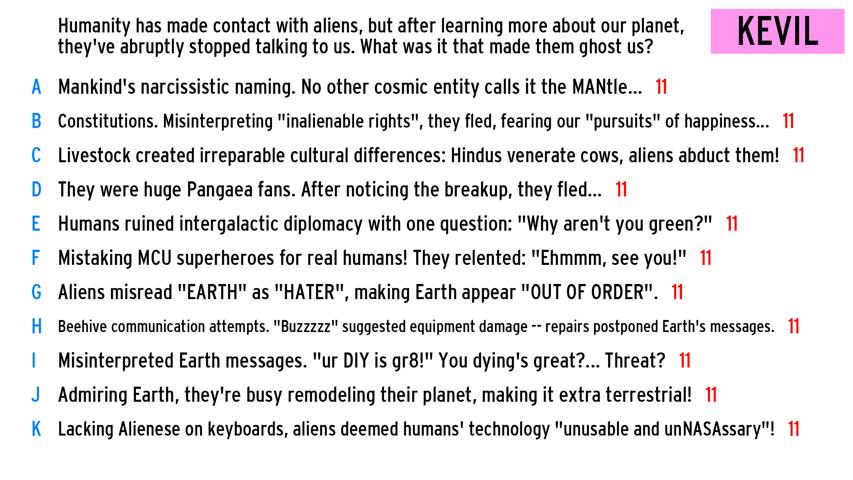 Humanity has made contact with aliens, but after learning more about our planet,
they've abruptly stopped talking to us. What was it that made them ghost us?
KEVIL
A Mankind's narcissistic naming. No other cosmic entity calls it the MANtle... 11
B Constitutions. Misinterpreting "inalienable rights", they fled, fearing our "pursuits" of happiness... 11
C Livestock created irreparable cultural differences: Hindus venerate cows, aliens abduct them! 11
D They were huge Pangaea fans. After noticing the breakup, they fled... 11
E Humans ruined intergalactic diplomacy with one question: "Why aren't you green?" 11
F Mistaking MCU superheroes for real humans! They relented: "Ehmmm, see you!" 11
G Aliens misread "EARTH" as "HATER", making Earth appear "OUT OF ORDER". 11
H Beehive communication attempts. "Buzzzzz" suggested equipment damage -- repairs postponed Earth's messages. 11
I Misinterpreted Earth messages. "ur DIY is gr8!" You dying's great?... Threat? 11
J Admiring Earth, they're busy remodeling their planet, making it extra terrestrial! 11
K Lacking Alienese on keyboards, aliens deemed humans' technology "unusable and unNASAssary"! 11